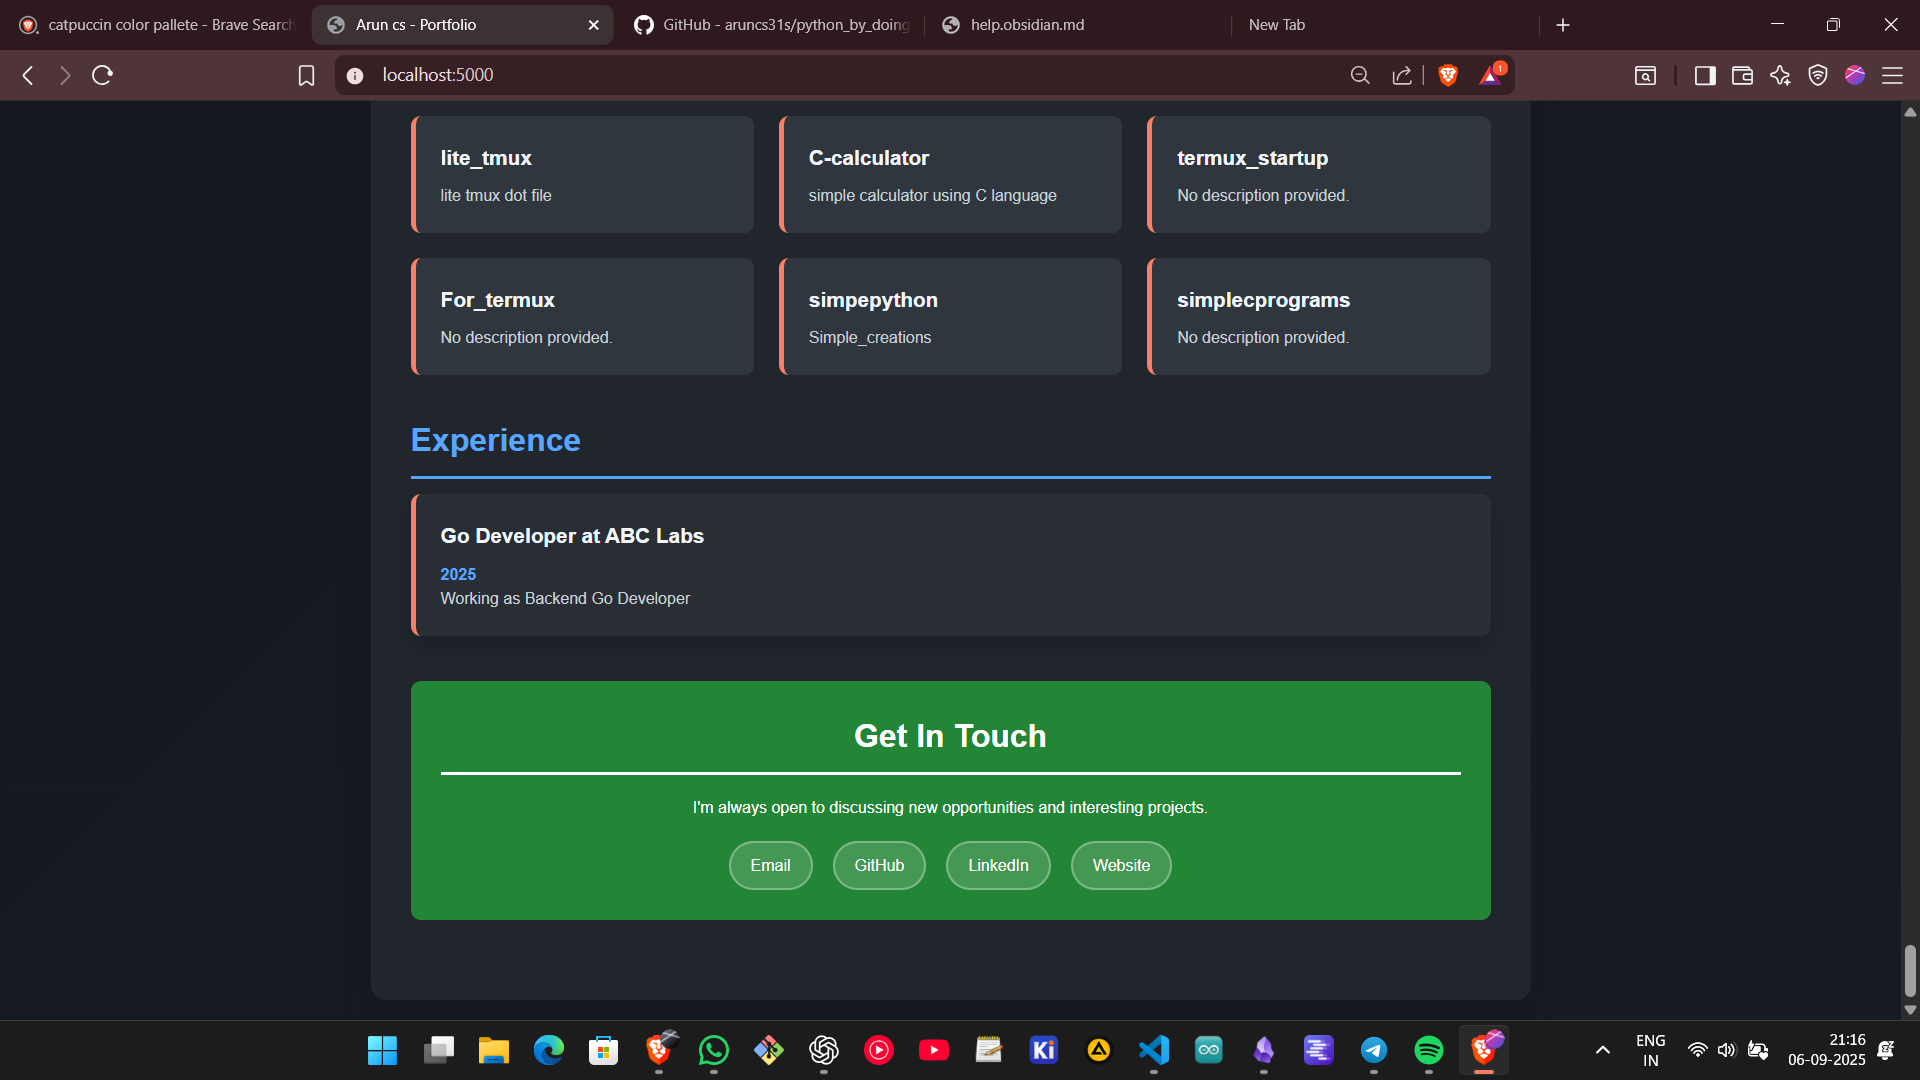 catpuccin color pallete - Brave Search
Arun cs - Portfolio
GitHub - aruncs31s/python_by_doing
help.obsidian.md
New Tab
localhost:5000
1
lite_tmux
lite tmux dot file
C-calculator
simple calculator using C language
termux_startup
No description provided.
For_termux
No description provided.
simpepython
Simple_creations
simplecprograms
No description provided.
Experience
Go Developer at ABC Labs
2025
Working as Backend Go Developer
Get In Touch
I'm always open to discussing new opportunities and interesting projects.
Email
GitHub
LinkedIn
Website
Ki
ENG
IN
21:16
06-09-2025